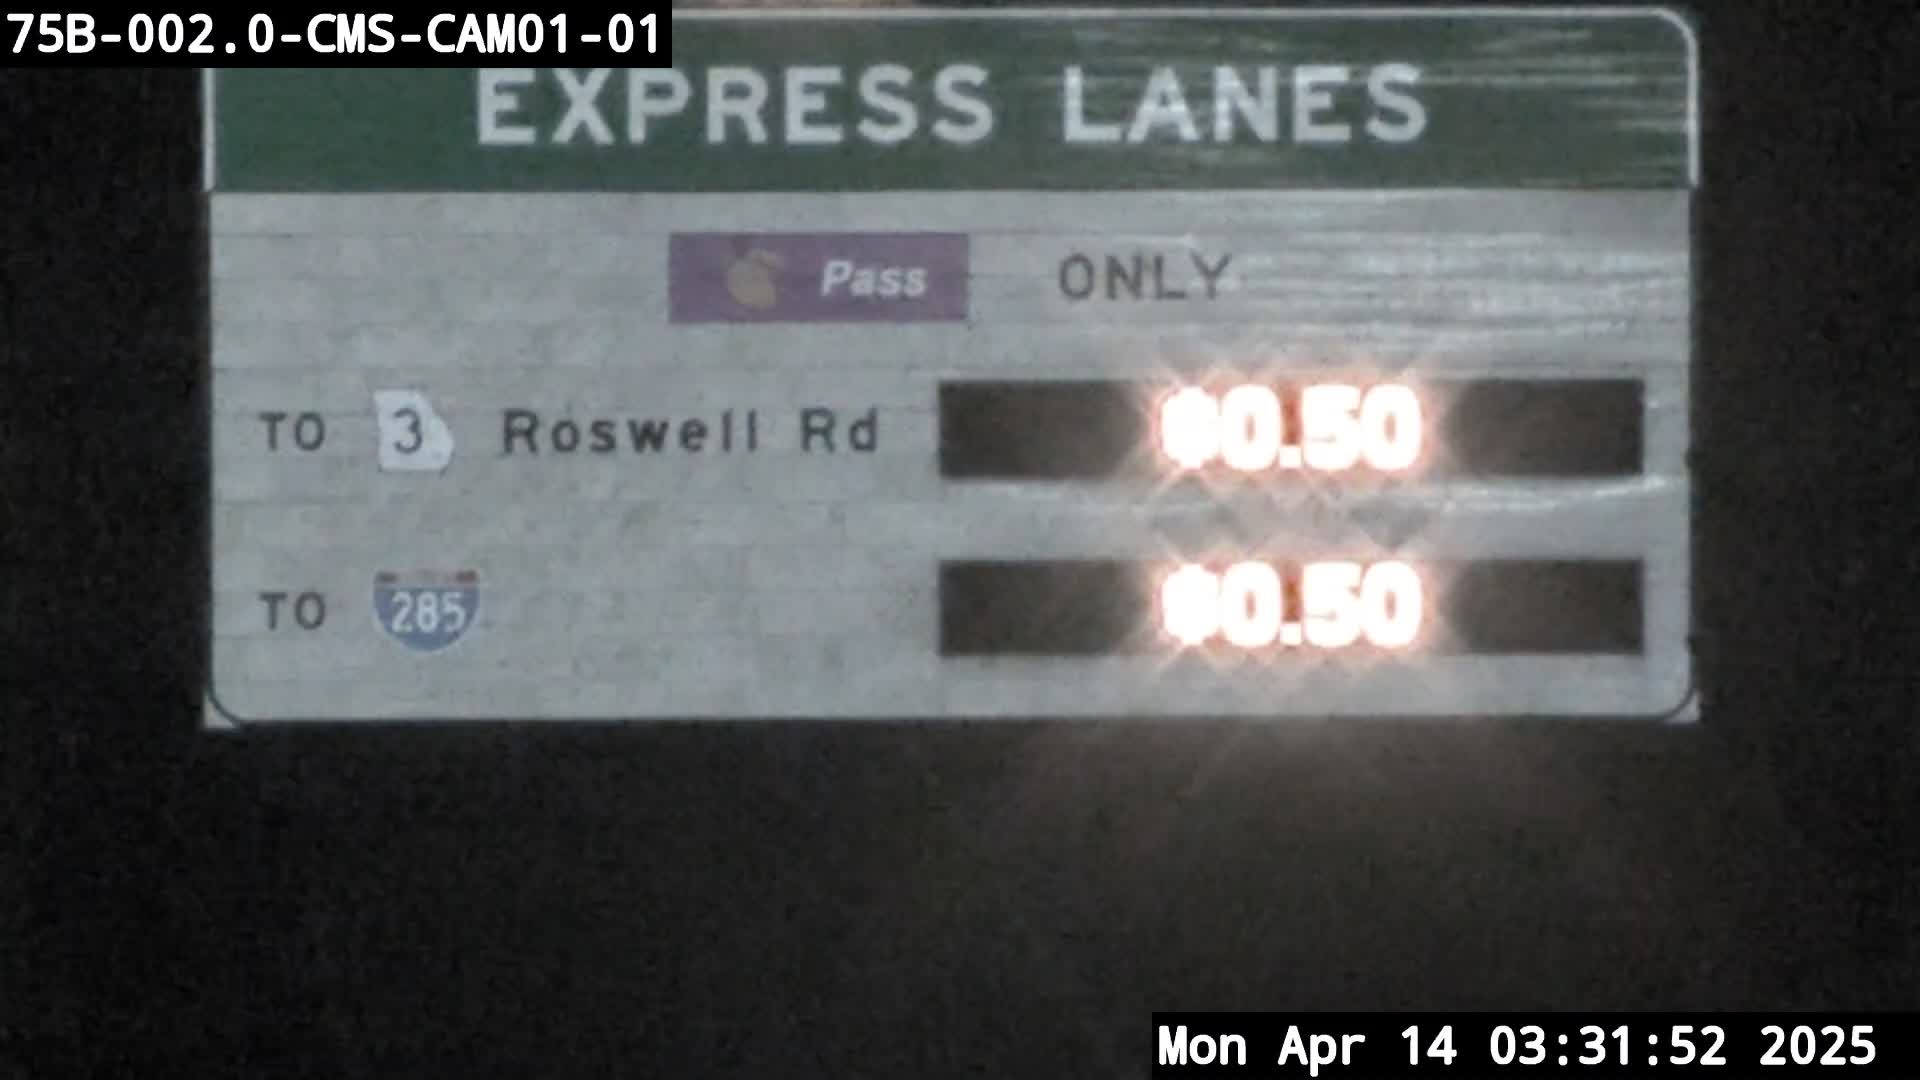 75B-002.0-CMS-CAM01-01
EXPRESS LANES
Pass ONLY
TO 3 Roswell Rd $0.50
TO 285 $0.50
Mon Apr 14 03:31:52 2025